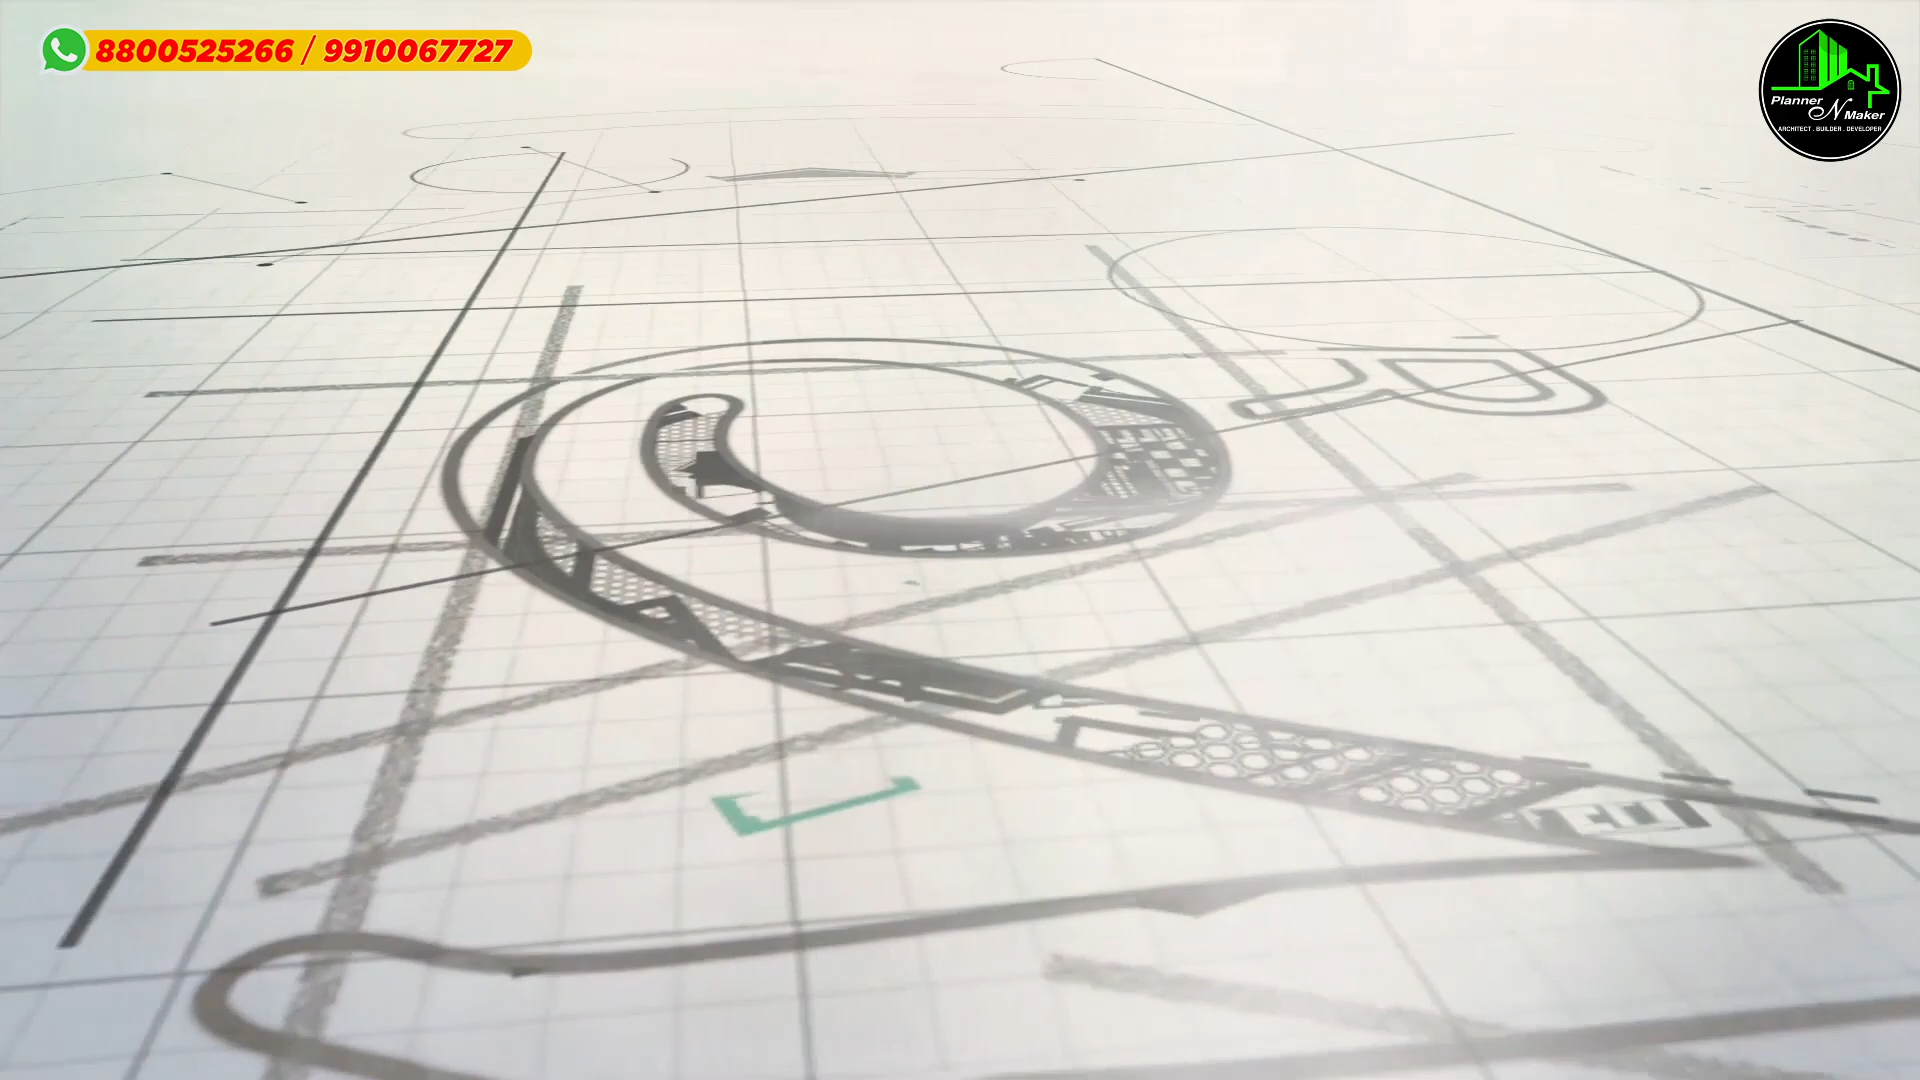 8800525266 / 9910067727
Planner
N
Maker
ARCHITECT . BUILDER . DEVELOPER